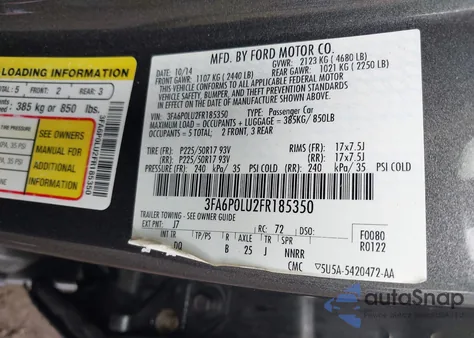 LOADING INFORMATION
: 5 FRONT : 2 REAR : 3
385 kg or 850 lbs.
SEE OWNERS
MANUAL FOR
ADDITIONAL
INFORMATION
3FA6P0LU2FR185350
MFD. BY FORD MOTOR CO.
DATE: 10/14 GVWR: 2123 KG (4680 LB)
FRONT GAWR: 1107 KG (2440 LB) REAR GAWR: 1021 KG (2250 LB)
THIS VEHICLE CONFORMS TO ALL APPLICABLE FEDERAL MOTOR
VEHICLE SAFETY, BUMPER, AND THEFT PREVENTION STANDARDS IN
EFFECT ON THE DATE OF MANUFACTURE SHOWN ABOVE.
VIN: 3FA6P0LU2FR185350 TYPE: Passenger Car
MAXIMUM LOAD = OCCUPANTS + LUGGAGE = 385KG/850LB
OCCUPANTS = 5 TOTAL: 2 FRONT, 3 REAR
TIRE (FR): P225/50R17 93V RIMS (FR) 17x7.5J
TIRE (RR): P225/50R17 93V (RR): 17x7.5J
PRESSURE (FR): 240 kPa/ 35 PSI COLD (RR) 240 kPa/ 35 PSI COLD
3FA6P0LU2FR185350
TRAILER TOWING - SEE OWNER GUIDE
EXT PNT: J7 RC: 72 DSO: F0080
INT TR TP/PS R AXLE TR SPR R0122
DQ B 25 J NNRR
CMC 5U5A-5420472-AA
autoSnap